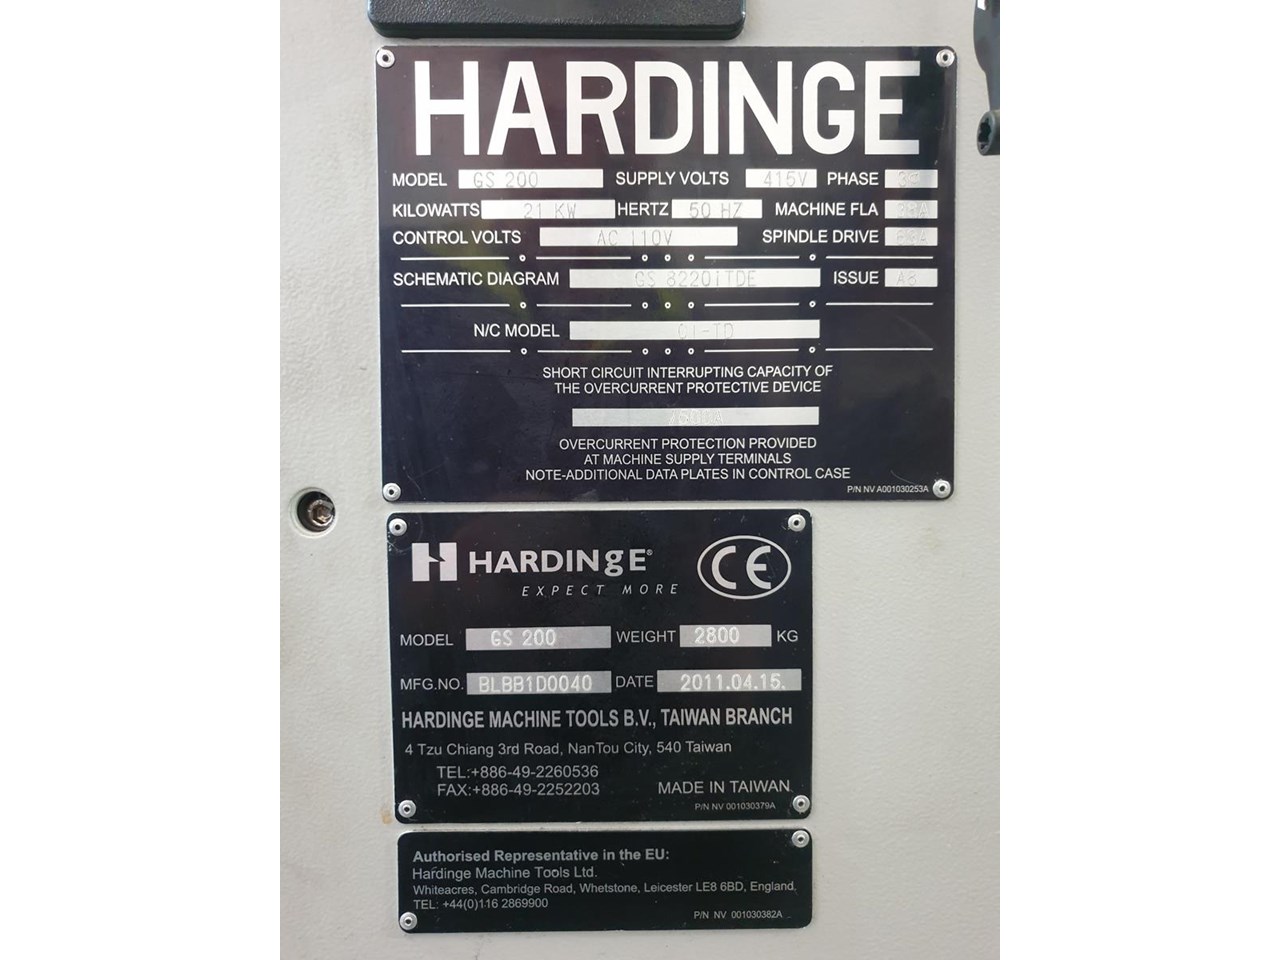 HARDINGE
MODEL GS 200 SUPPLY VOLTS 415V PHASE
KILOWATTS 21 KW HERTZ 50 HZ MACHINE FLA
CONTROL VOLTS AC 110V SPINDLE DRIVE
SCHEMATIC DIAGRAM GS 8220iTDE ISSUE A8
N/C MODEL OI-TD
SHORT CIRCUIT INTERRUPTING CAPACITY OF
THE OVERCURRENT PROTECTIVE DEVICE
OVERCURRENT PROTECTION PROVIDED
AT MACHINE SUPPLY TERMINALS
NOTE-ADDITIONAL DATA PLATES IN CONTROL CASE
P/N NV A001030253A
H HARDINGE® CE
EXPECT MORE
MODEL GS 200 WEIGHT 2800 KG
MFG.NO. BLBB1D0040 DATE 2011.04.15.
HARDINGE MACHINE TOOLS B.V., TAIWAN BRANCH
4 Tzu Chiang 3rd Road, NanTou City, 540 Taiwan
TEL:+886-49-2260536
FAX:+886-49-2252203 MADE IN TAIWAN
P/N NV 001030379A
Authorised Representative in the EU:
Hardinge Machine Tools Ltd.
Whiteacres, Cambridge Road, Whetstone, Leicester LE8 6BD, England.
TEL: +44(0)116 2869900
P/N NV 001030382A